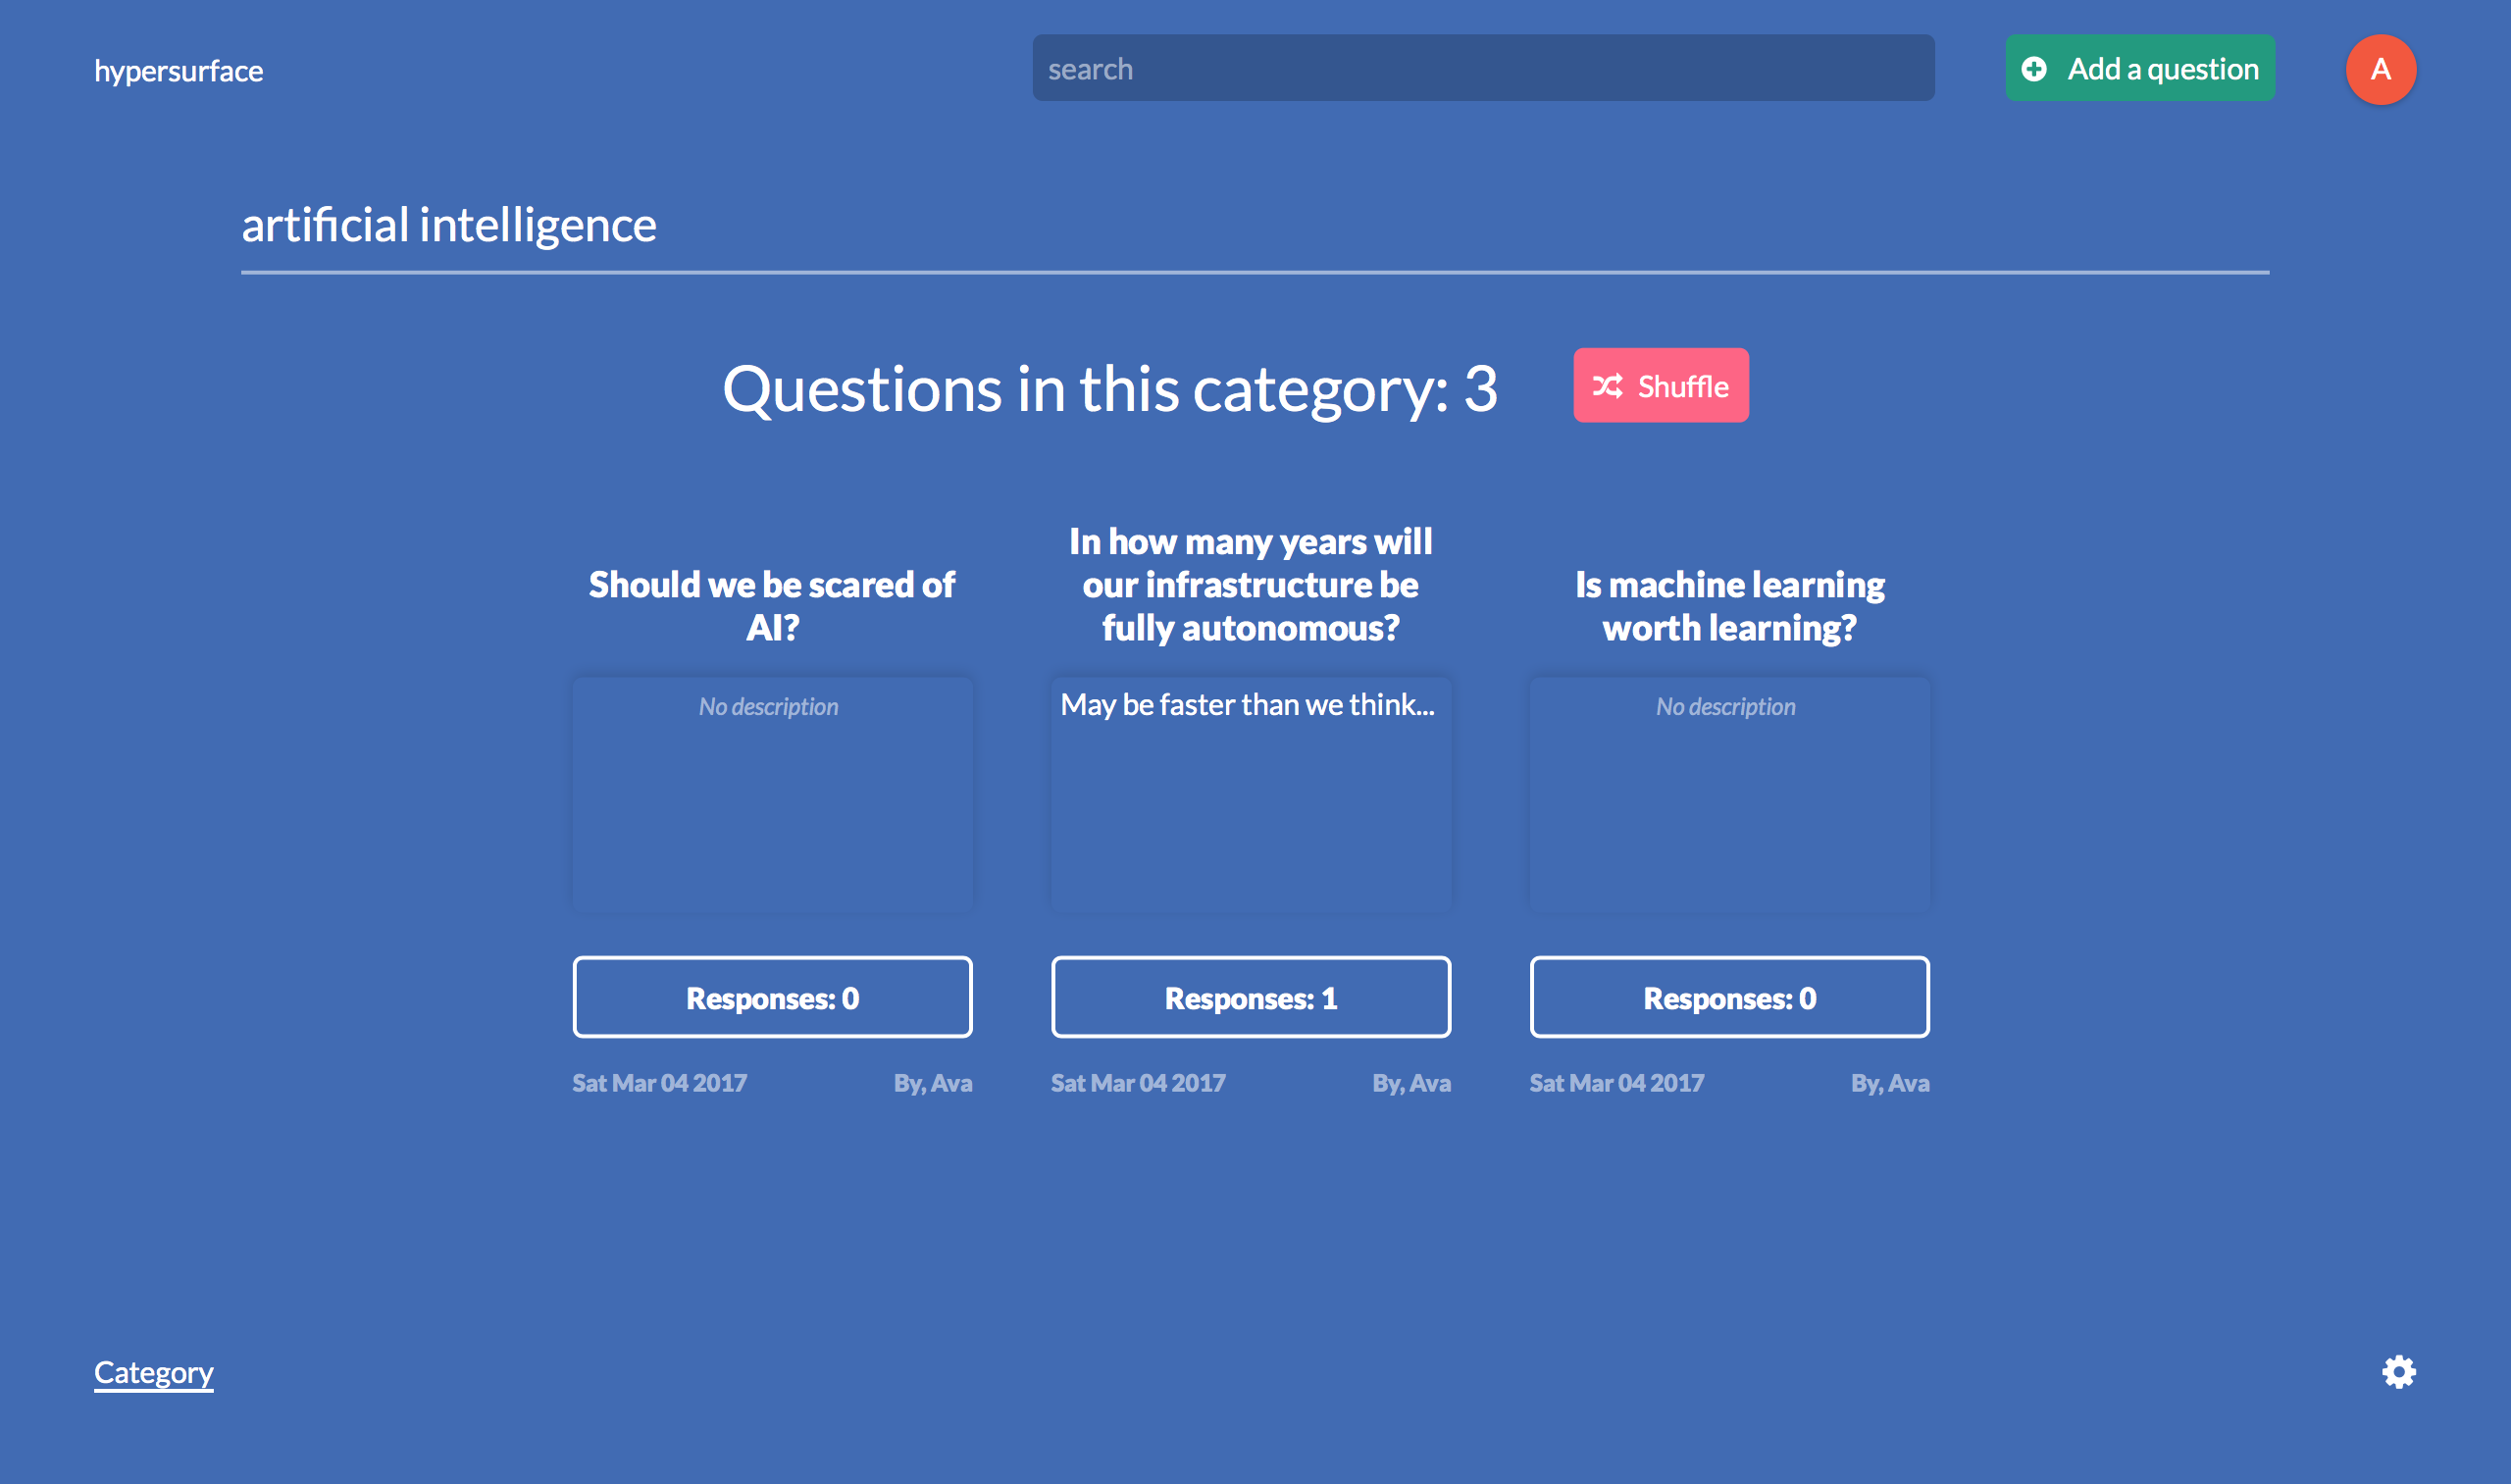 hypersurface
search
Add a question
A
artificial intelligence
Questions in this category: 3
Shuffle
Should we be scared of
AI?
No description
Responses: 0
Sat Mar 04 2017
By, Ava
In how many years will
our infrastructure be
fully autonomous?
May be faster than we think...
Responses: 1
Sat Mar 04 2017
By, Ava
Is machine learning
worth learning?
No description
Responses: 0
Sat Mar 04 2017
By, Ava
Category